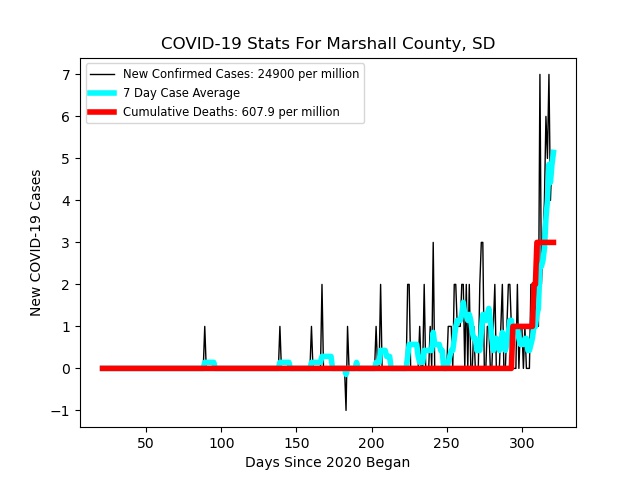 COVID-19 Stats For Marshall County, SD
New Confirmed Cases: 24900 per million
7 Day Case Average
Cumulative Deaths: 607.9 per million
New COVID-19 Cases
7
6
5
4
3
2
1
0
−1
50 100 150 200 250 300
Days Since 2020 Began